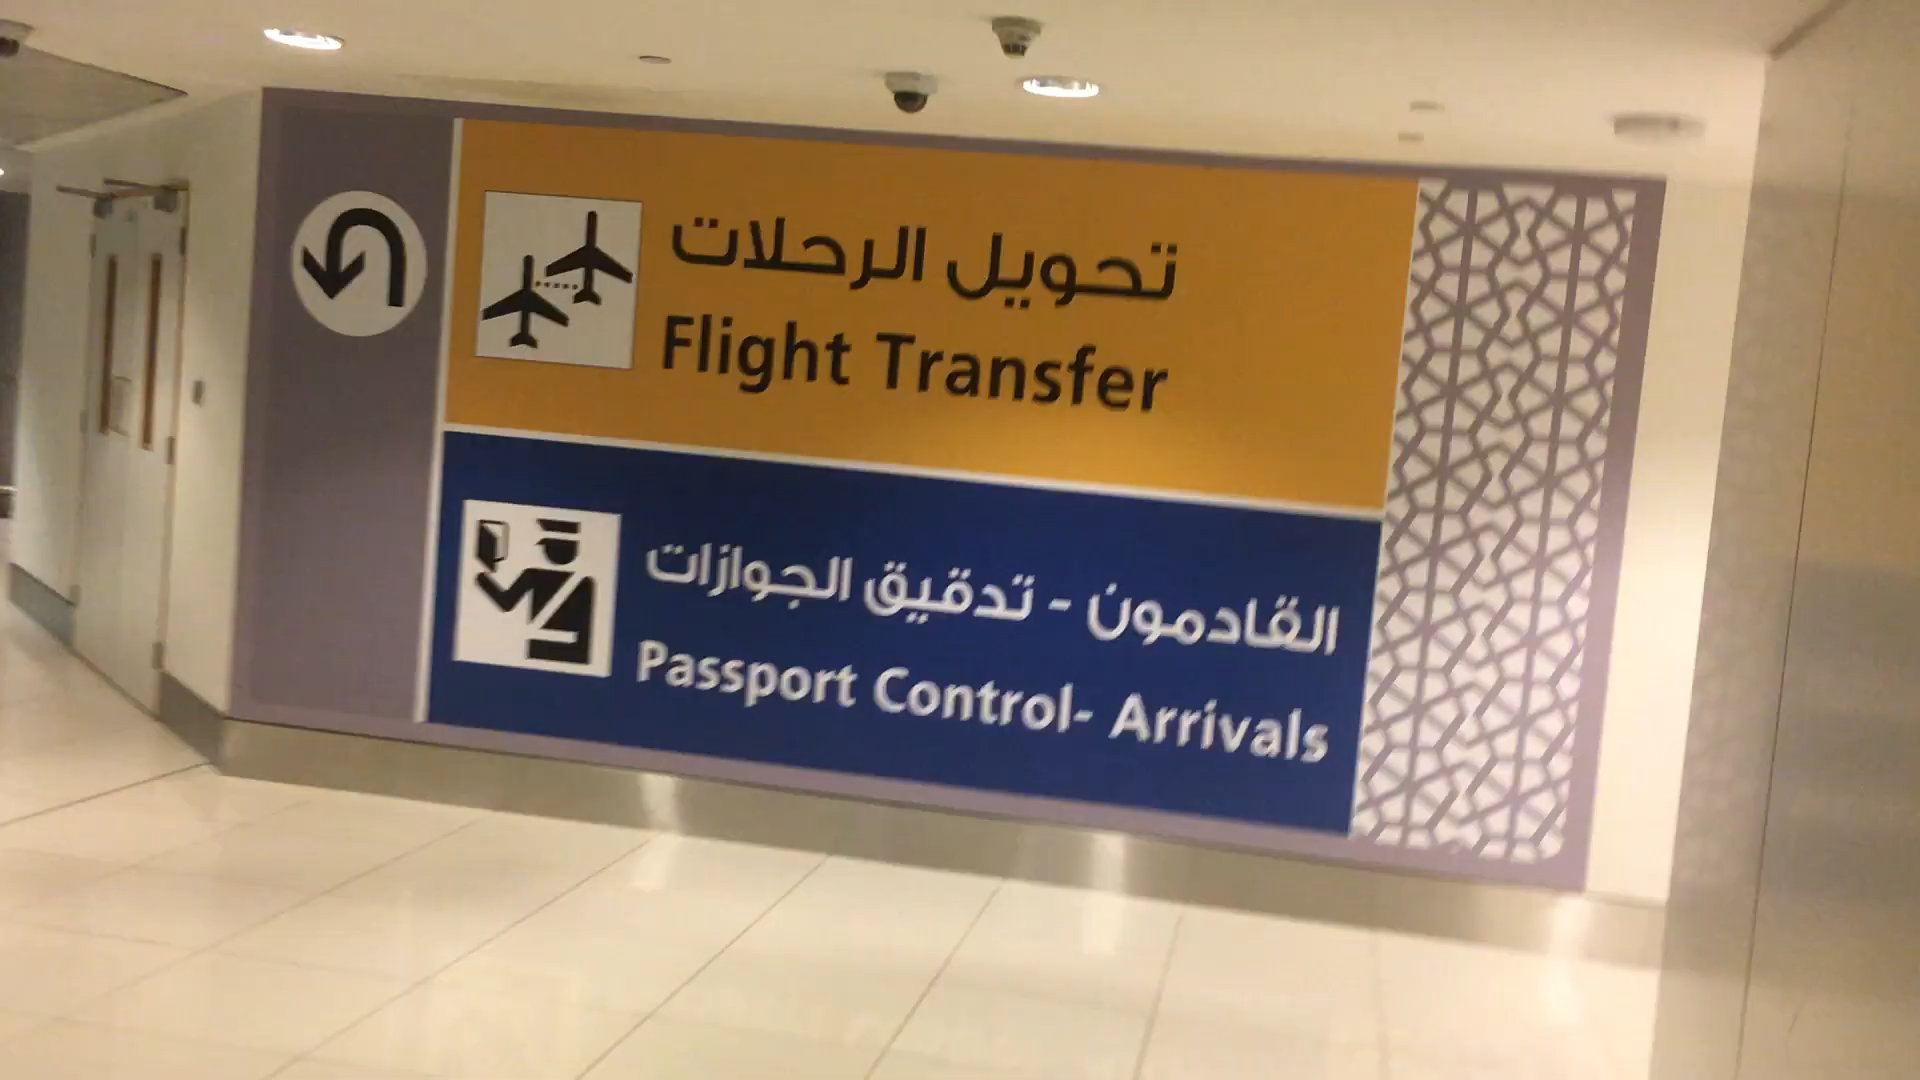 تحويل الرحلات
Flight Transfer
القادمون - تدقيق الجوازات
Passport Control- Arrivals